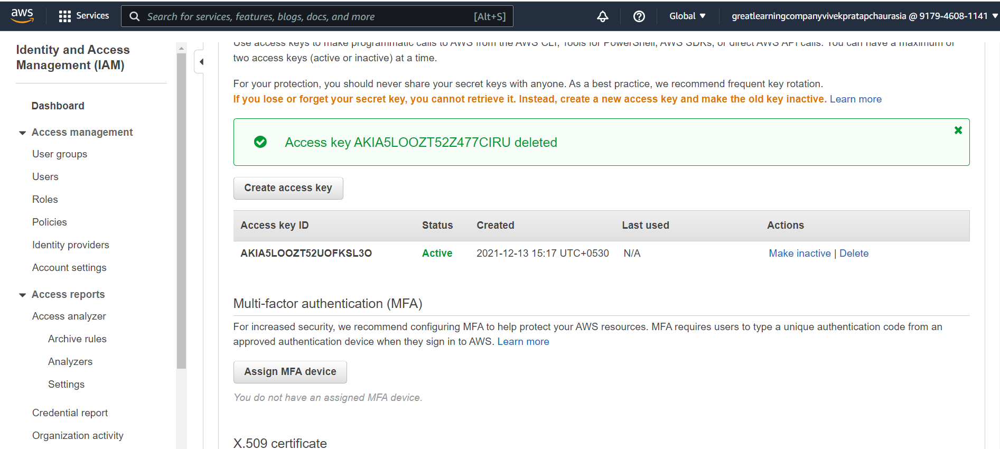 aws Services Search for services, features, blogs, docs, and more [Alt+S] Global greatlearningcompanyvivekpratapchaurasia @ 9179-4608-1141
Identity and Access
Management (IAM)
Dashboard
Access management
User groups
Users
Roles
Policies
Identity providers
Account settings
Access reports
Access analyzer
Archive rules
Analyzers
Settings
Credential report
Organization activity
Use access keys to make programmatic calls to AWS from the AWS CLI, Tools for PowerShell, AWS SDKs, or direct AWS API calls. You can have a maximum of
two access keys (active or inactive) at a time.
For your protection, you should never share your secret keys with anyone. As a best practice, we recommend frequent key rotation.
If you lose or forget your secret key, you cannot retrieve it. Instead, create a new access key and make the old key inactive. Learn more
Access key AKIA5LOOZT52Z477CIRU deleted
Create access key
Access key ID Status Created Last used Actions
AKIA5LOOZT52UOFKSL3O Active 2021-12-13 15:17 UTC+0530 N/A Make inactive | Delete
Multi-factor authentication (MFA)
For increased security, we recommend configuring MFA to help protect your AWS resources. MFA requires users to type a unique authentication code from an
approved authentication device when they sign in to AWS. Learn more
Assign MFA device
You do not have an assigned MFA device.
X.509 certificate